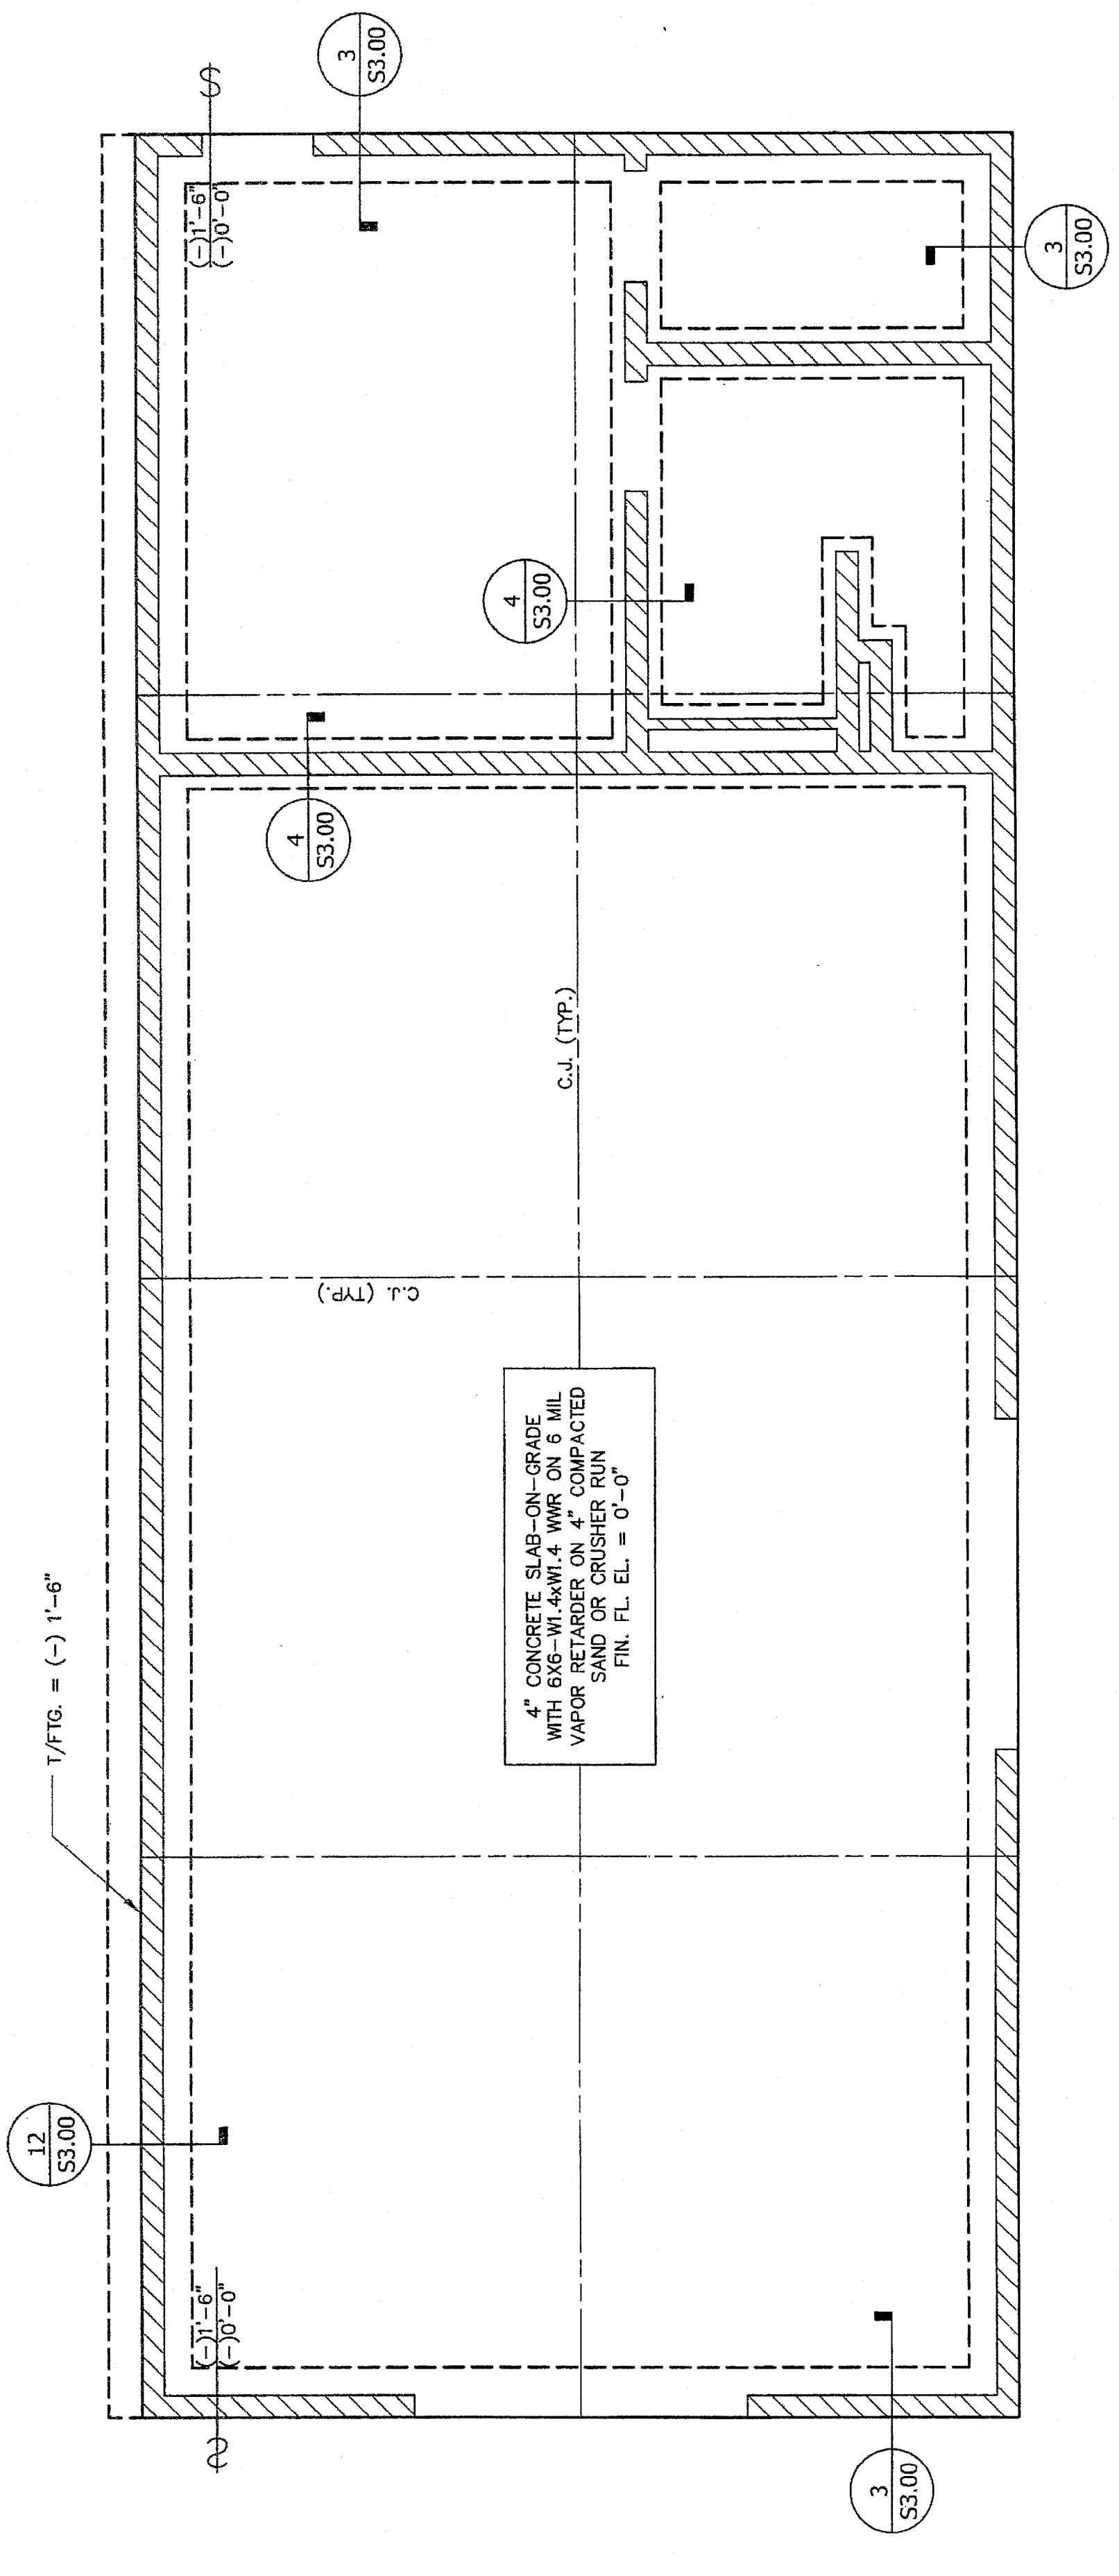 T/FTG. = (-) 1'-6"
12
S3.00
(-)1'-6"
(-)0'-0"
3
S3.00
4" CONCRETE SLAB-ON-GRADE
WITH 6X6-W1.4xW1.4 WWR ON 6 MIL
VAPOR RETARDER ON 4" COMPACTED
SAND OR CRUSHER RUN
FIN. FL. EL. = 0'-0"
C.J. (TYP.)
C.J. (TYP.)
4
S3.00
4
S3.00
(-)1'-6"
(-)0'-0"
3
S3.00
3
S3.00